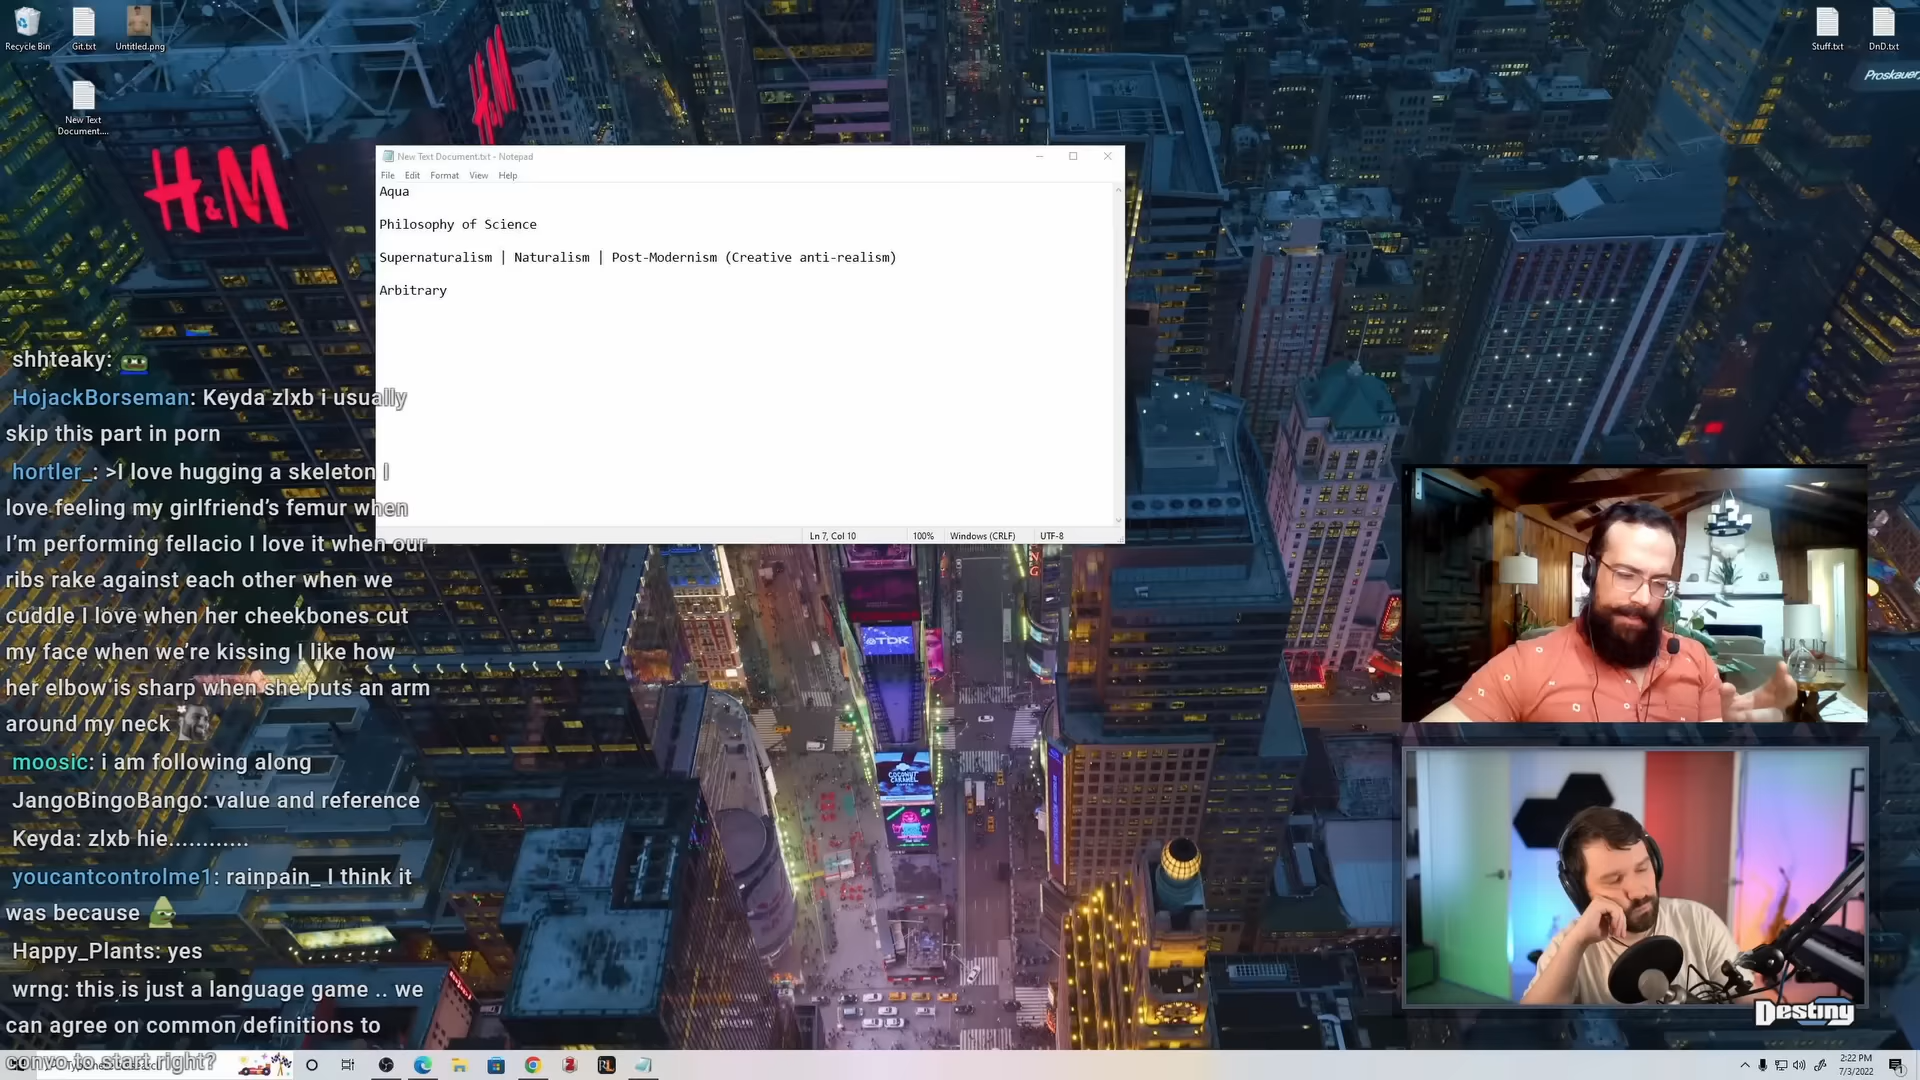 Recycle Bin
Git.txt
Untitled.png
New Text
Document....
Stuff.txt
DnD.txt
Proskauer
H&M
H&M
New Text Document.txt - Notepad
File Edit Format View Help
Aqua
Philosophy of Science
Supernaturalism | Naturalism | Post-Modernism (Creative anti-realism)
Arbitrary
Ln 7, Col 10
100%
Windows (CRLF)
UTF-8
shhteaky:
HojackBorseman: Keyda zlxb i usually
skip this part in porn
hortler_: >I love hugging a skeleton I
love feeling my girlfriend's femur when
I'm performing fellacio I love it when our
ribs rake against each other when we
cuddle I love when her cheekbones cut
my face when we're kissing I like how
her elbow is sharp when she puts an arm
around my neck
moosic: i am following along
JangoBingoBango: value and reference
Keyda: zlxb hie............
youcantcontrolme1: rainpain_ I think it
was because
Happy_Plants: yes
wrng: this is just a language game .. we
can agree on common definitions to
convo to start right?
TDK
COCONUT
CARAMEL
Destiny
2:22 PM
7/3/2022